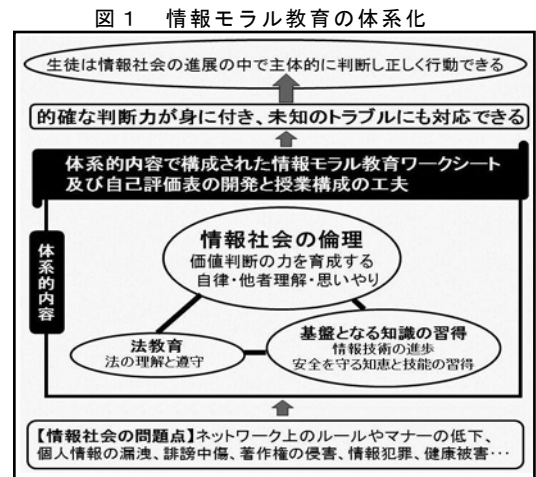 図１　情報モラル教育の体系化
生徒は情報社会の進展の中で主体的に判断し正しく行動できる
的確な判断力が身に付き、未知のトラブルにも対応できる
体系的内容で構成された情報モラル教育ワークシート
及び自己評価表の開発と授業構成の工夫
体系的内容
情報社会の倫理
価値判断の力を育成する
自律・他者理解・思いやり
法教育
法の理解と遵守
基盤となる知識の習得
情報技術の進歩
安全を守る知恵と技能の習得
【情報社会の問題点】ネットワーク上のルールやマナーの低下、
個人情報の漏洩、誹謗中傷、著作権の侵害、情報犯罪、健康被害･･･